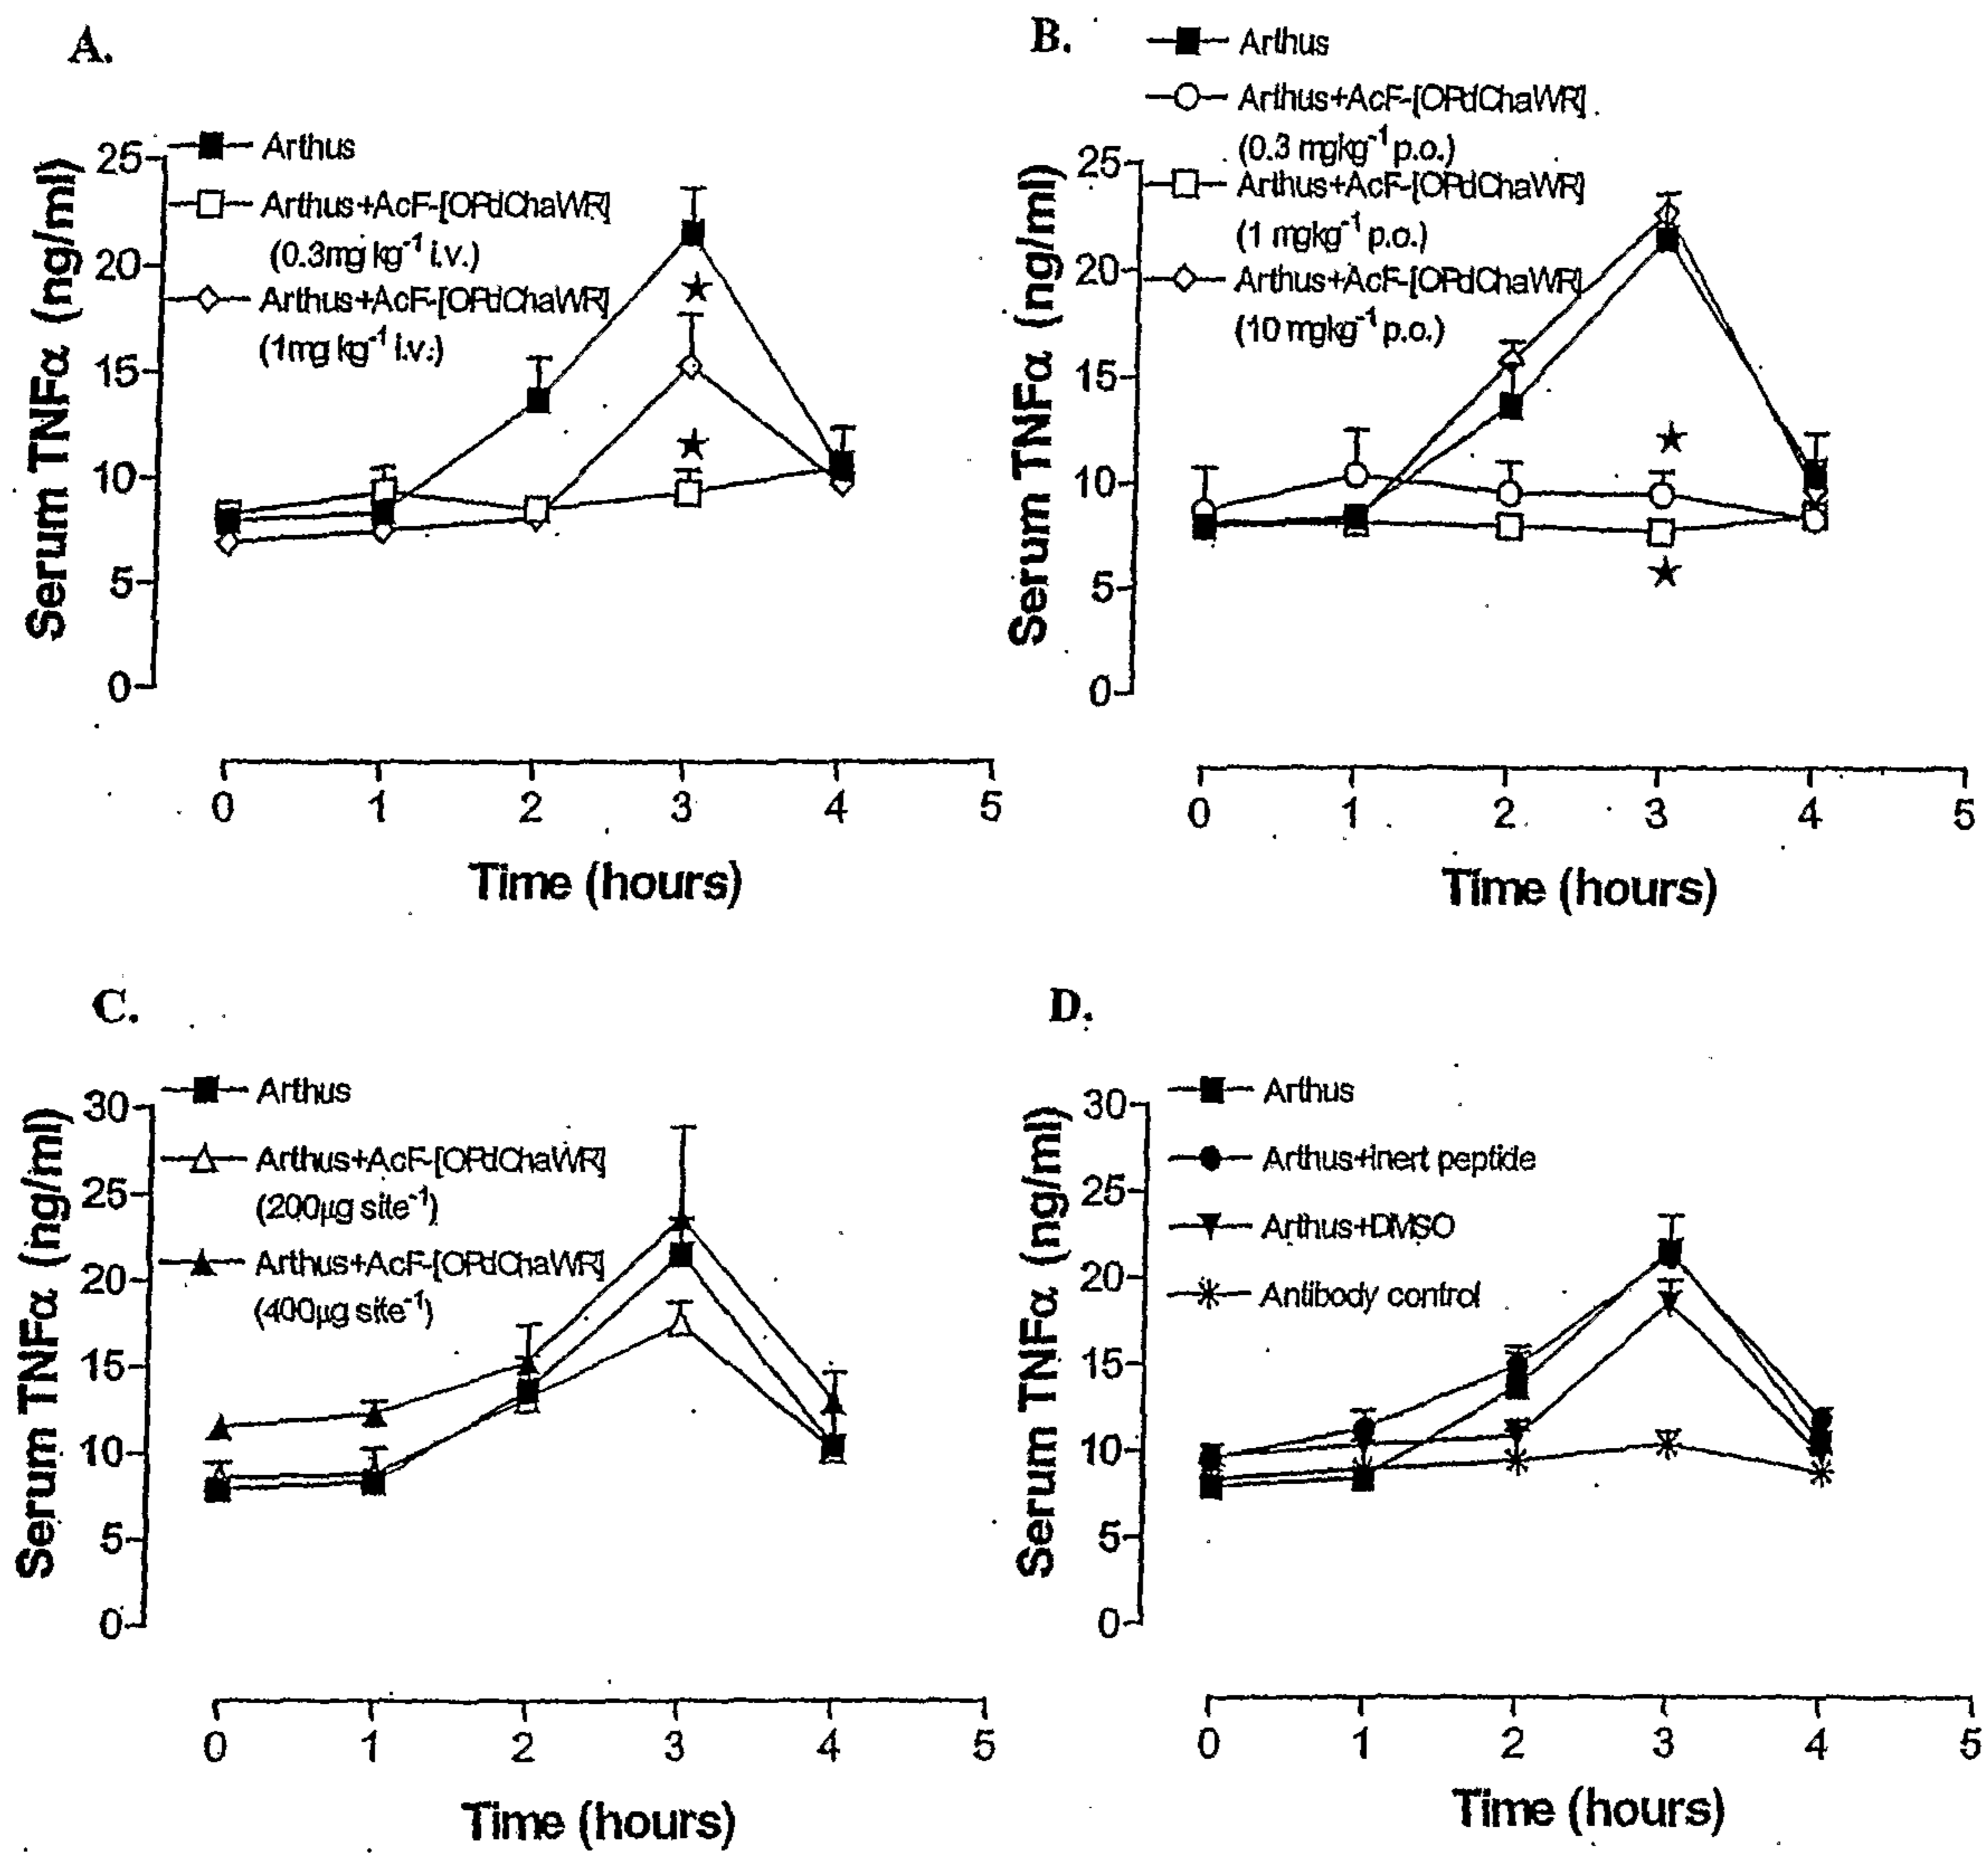 A.
Arthus
Arthus+AcF-[OPdChaWR]
(0.3mg kg⁻¹ i.v.)
Arthus+AcF-[OPdChaWR]
(1mg kg⁻¹ i.v.)
Serum TNFα (ng/ml)
25
20
15
10
5
0
0 1 2 3 4 5
Time (hours)
B.
Arthus
Arthus+AcF-[OPdChaWR]
(0.3 mgkg⁻¹ p.o.)
Arthus+AcF-[OPdChaWR]
(1 mgkg⁻¹ p.o.)
Arthus+AcF-[OPdChaWR]
(10 mgkg⁻¹ p.o.)
Serum TNFα (ng/ml)
25
20
15
10
5
0
0 1 2 3 4 5
Time (hours)
C.
Arthus
Arthus+AcF-[OPdChaWR]
(200µg site⁻¹)
Arthus+AcF-[OPdChaWR]
(400µg site⁻¹)
Serum TNFα (ng/ml)
30
25
20
15
10
5
0
0 1 2 3 4 5
Time (hours)
D.
Arthus
Arthus+inert peptide
Arthus+DMSO
Antibody control
Serum TNFα (ng/ml)
30
25
20
15
10
5
0
0 1 2 3 4 5
Time (hours)